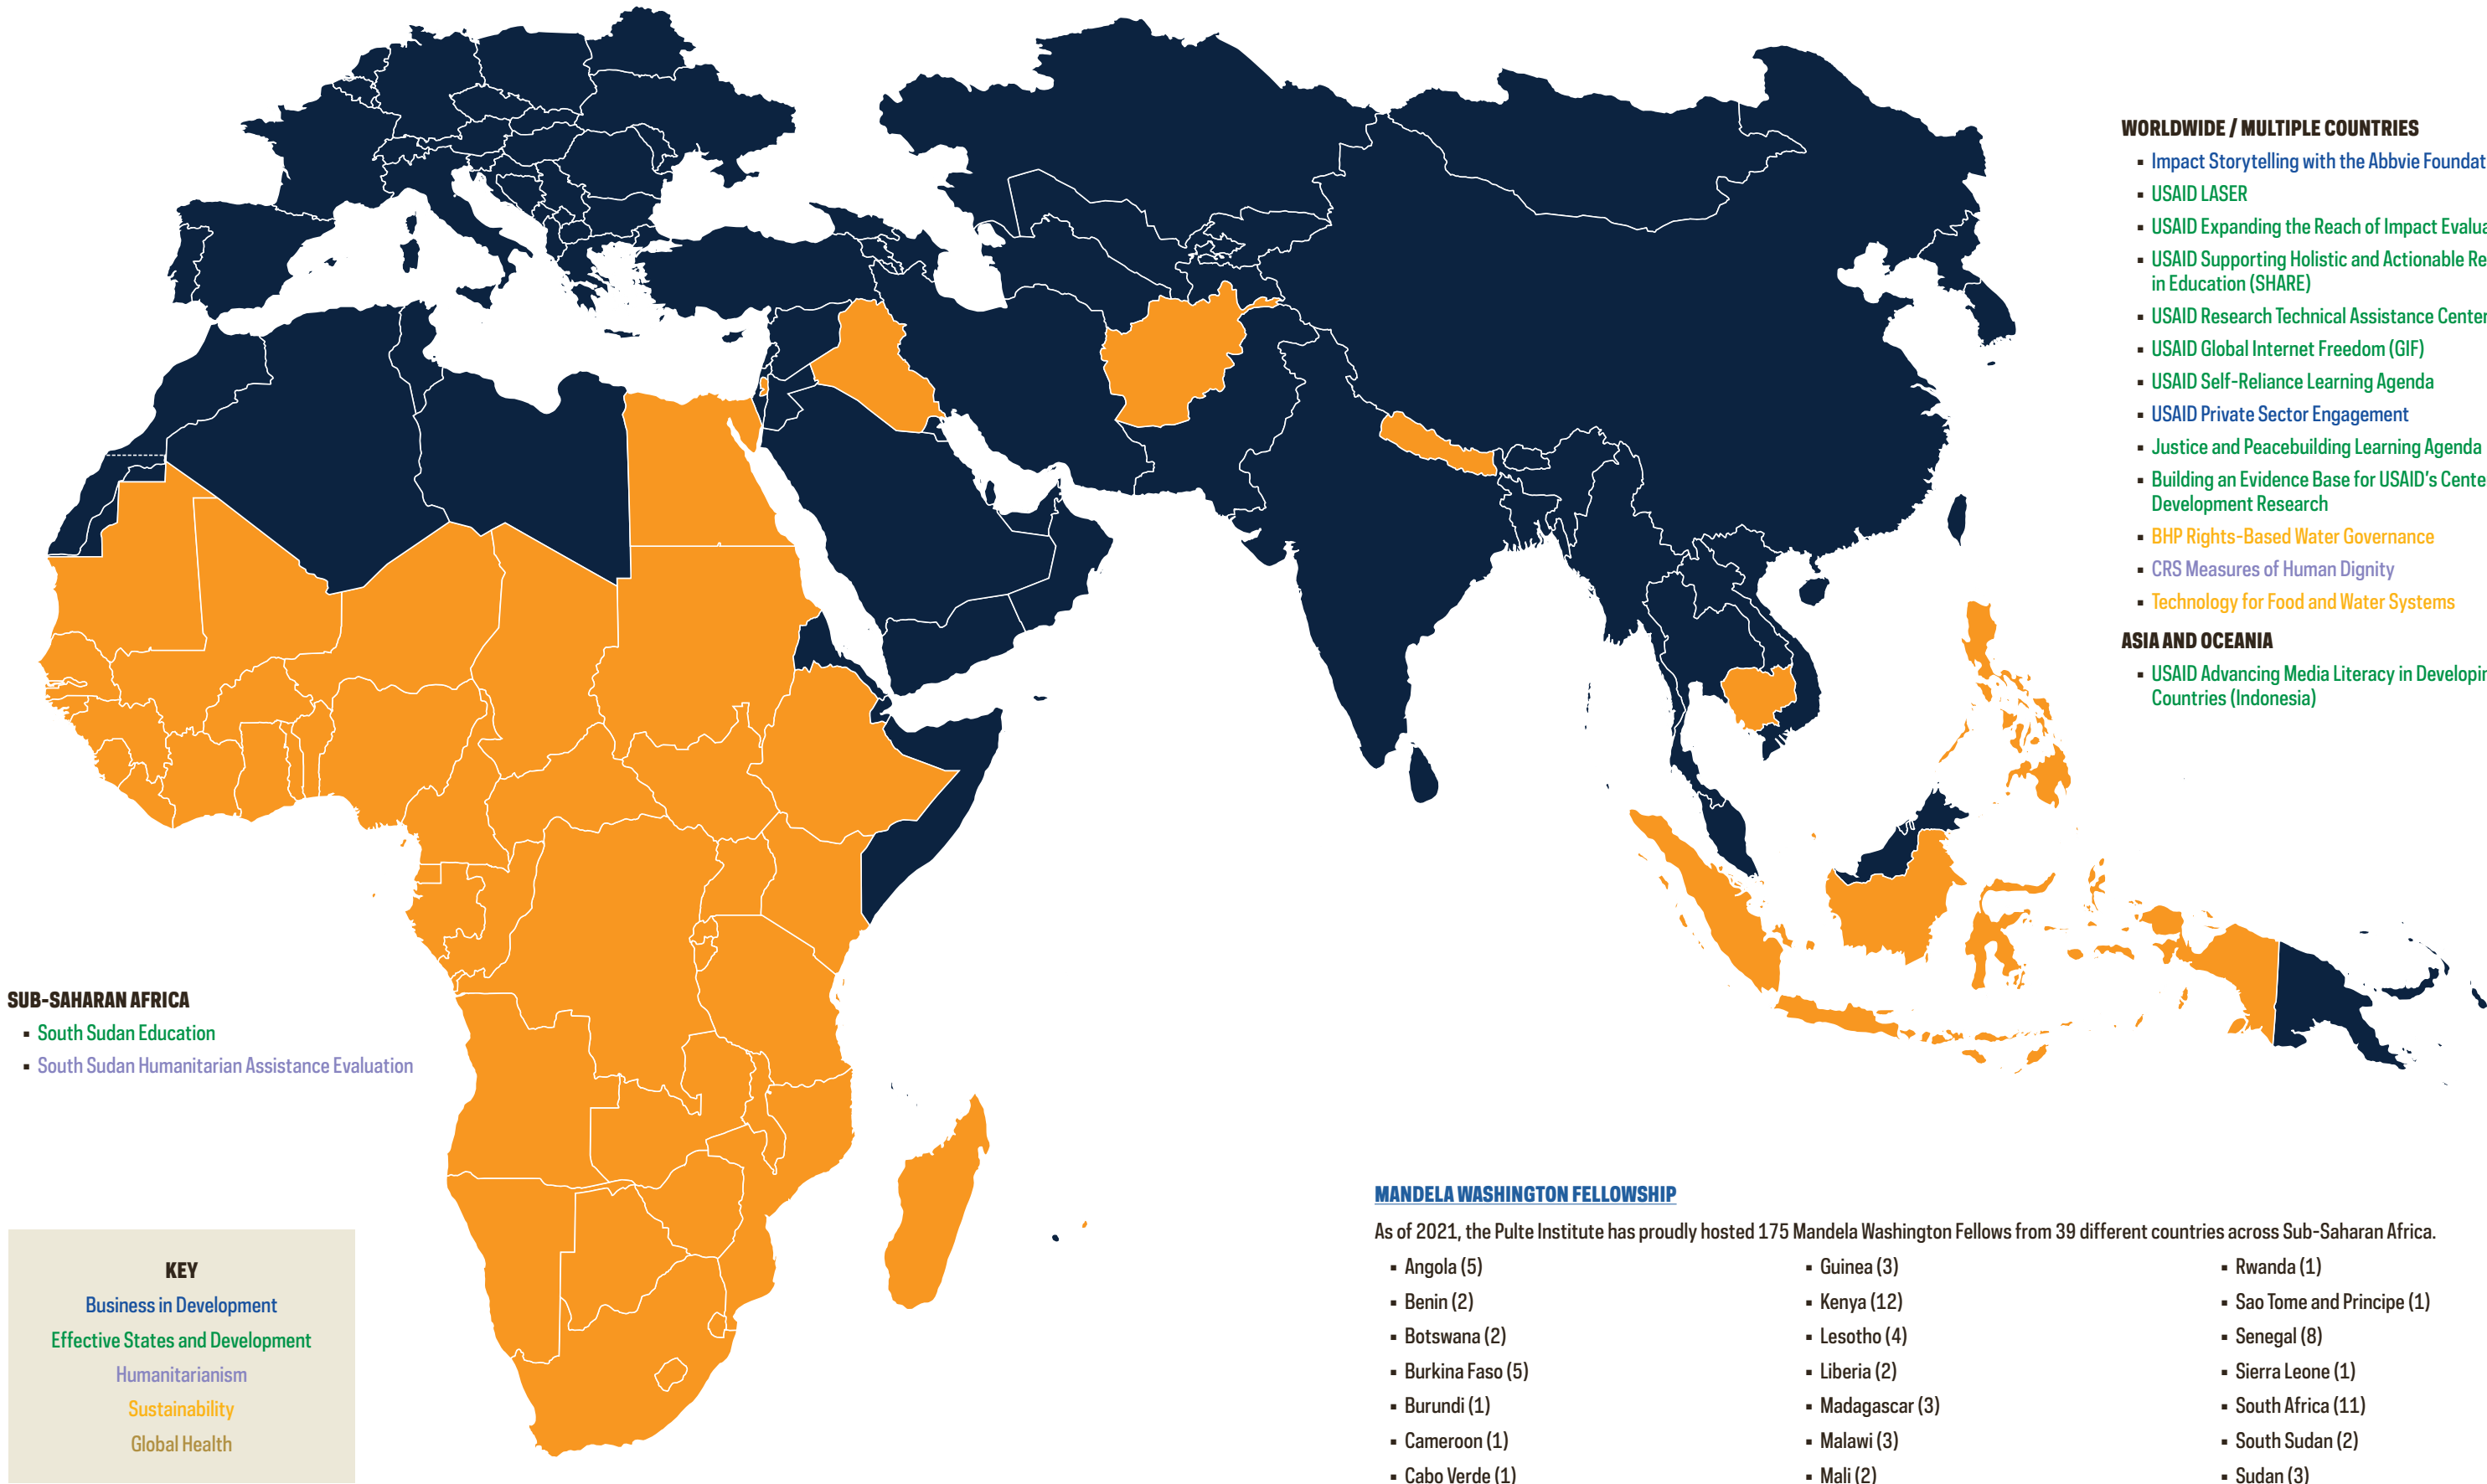 WORLDWIDE / MULTIPLE COUNTRIES
▪ Impact Storytelling with the Abbvie Foundat
▪ USAID LASER
▪ USAID Expanding the Reach of Impact Evalua
▪ USAID Supporting Holistic and Actionable Re
in Education (SHARE)
▪ USAID Research Technical Assistance Center
▪ USAID Global Internet Freedom (GIF)
▪ USAID Self-Reliance Learning Agenda
▪ USAID Private Sector Engagement
▪ Justice and Peacebuilding Learning Agenda
▪ Building an Evidence Base for USAID's Cente
Development Research
▪ BHP Rights-Based Water Governance
▪ CRS Measures of Human Dignity
▪ Technology for Food and Water Systems
ASIA AND OCEANIA
▪ USAID Advancing Media Literacy in Developin
Countries (Indonesia)
SUB-SAHARAN AFRICA
▪ South Sudan Education
▪ South Sudan Humanitarian Assistance Evaluation
KEY
Business in Development
Effective States and Development
Humanitarianism
Sustainability
Global Health
MANDELA WASHINGTON FELLOWSHIP
As of 2021, the Pulte Institute has proudly hosted 175 Mandela Washington Fellows from 39 different countries across Sub-Saharan Africa.
▪ Angola (5)
▪ Benin (2)
▪ Botswana (2)
▪ Burkina Faso (5)
▪ Burundi (1)
▪ Cameroon (1)
▪ Cabo Verde (1)
▪ Guinea (3)
▪ Kenya (12)
▪ Lesotho (4)
▪ Liberia (2)
▪ Madagascar (3)
▪ Malawi (3)
▪ Mali (2)
▪ Rwanda (1)
▪ Sao Tome and Principe (1)
▪ Senegal (8)
▪ Sierra Leone (1)
▪ South Africa (11)
▪ South Sudan (2)
▪ Sudan (3)